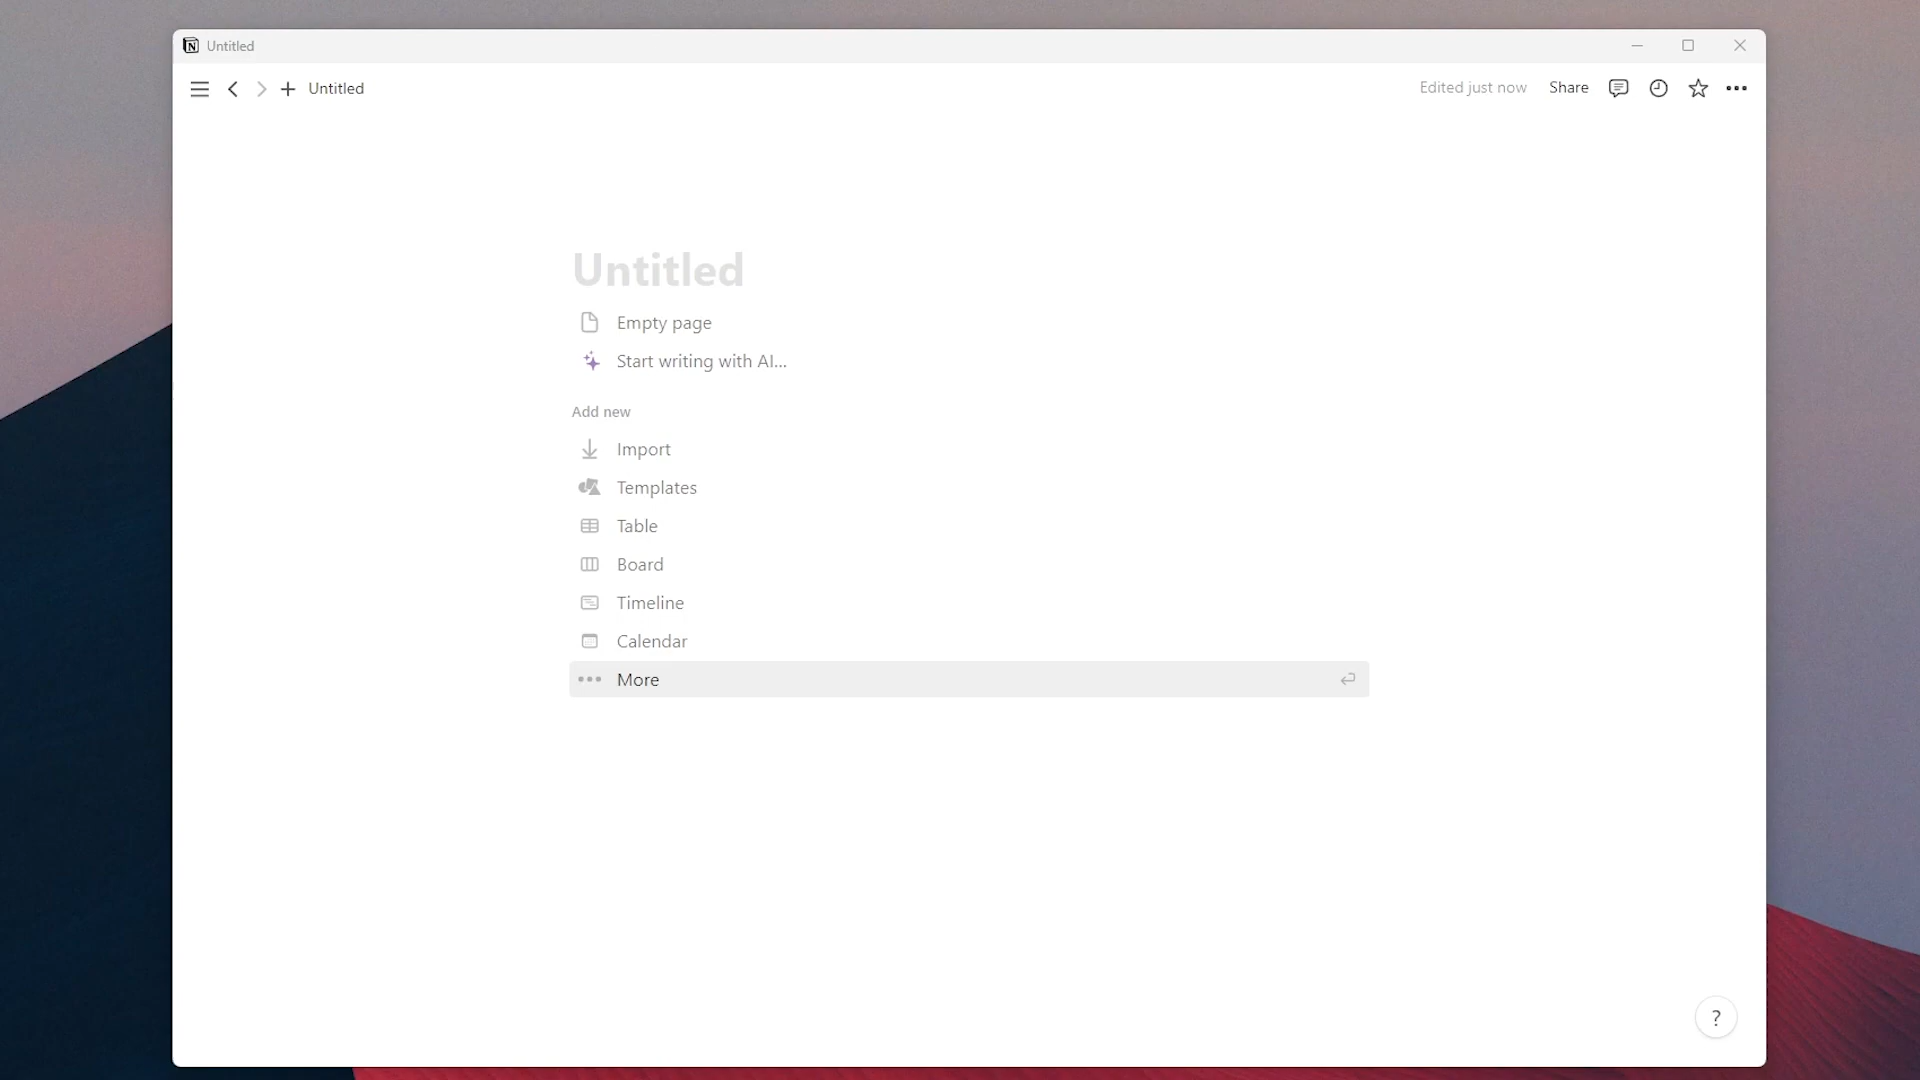 Untitled
Untitled
Edited just now Share
Untitled
Empty page
Start writing with AI...
Add new
Import
Templates
Table
Board
Timeline
Calendar
More
?